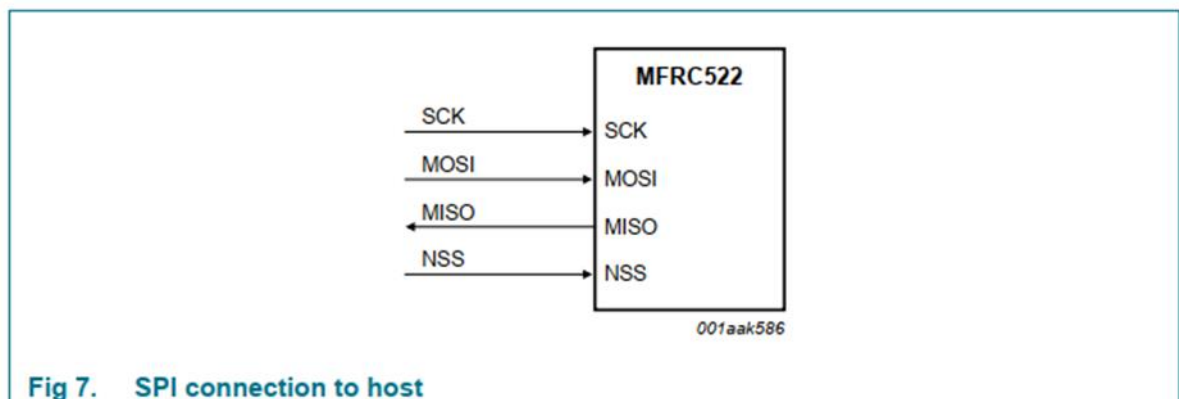 MFRC522
SCK SCK
MOSI MOSI
MISO MISO
NSS NSS
001aak586
Fig 7. SPI connection to host